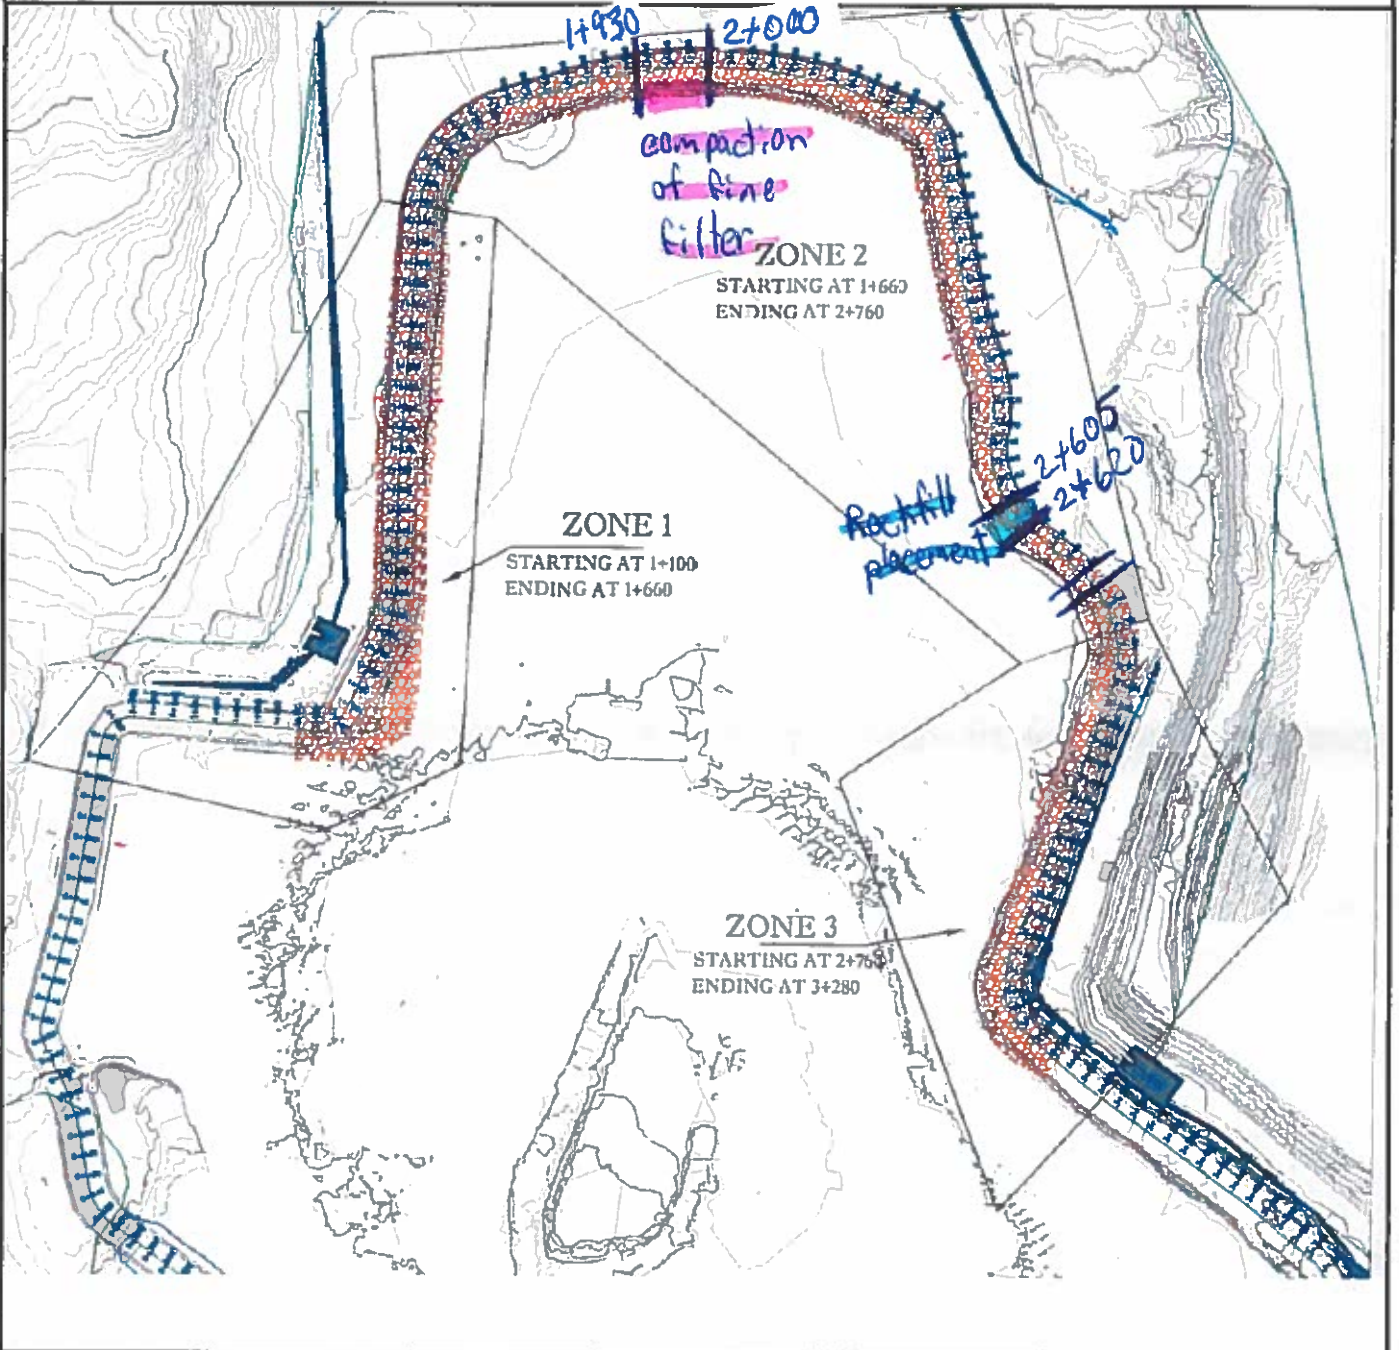 1+930
2+000
compaction
of fine
filter
ZONE 2
STARTING AT 1+660
ENDING AT 2+760
2+605
2+620
Rockfill
placement
ZONE 1
STARTING AT 1+100
ENDING AT 1+660
ZONE 3
STARTING AT 2+760
ENDING AT 3+280